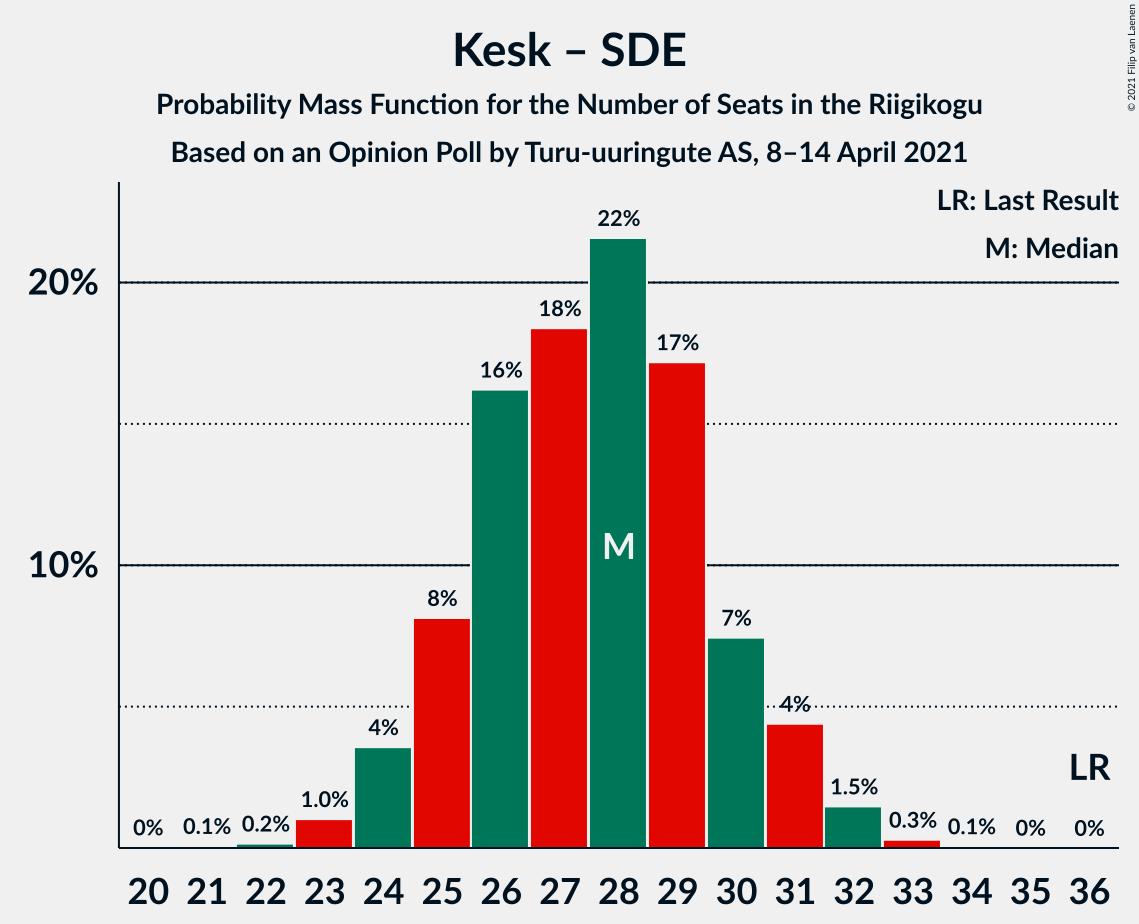 Kesk – SDE
Probability Mass Function for the Number of Seats in the Riigikogu
Based on an Opinion Poll by Turu-uuringute AS, 8–14 April 2021
© 2021 Filip van Laenen
LR: Last Result
M: Median
20%
10%
0% 0.1% 0.2% 1.0% 4% 8% 16% 18% 22% 17% 7% 4% 1.5% 0.3% 0.1% 0% 0%
M
LR
20 21 22 23 24 25 26 27 28 29 30 31 32 33 34 35 36